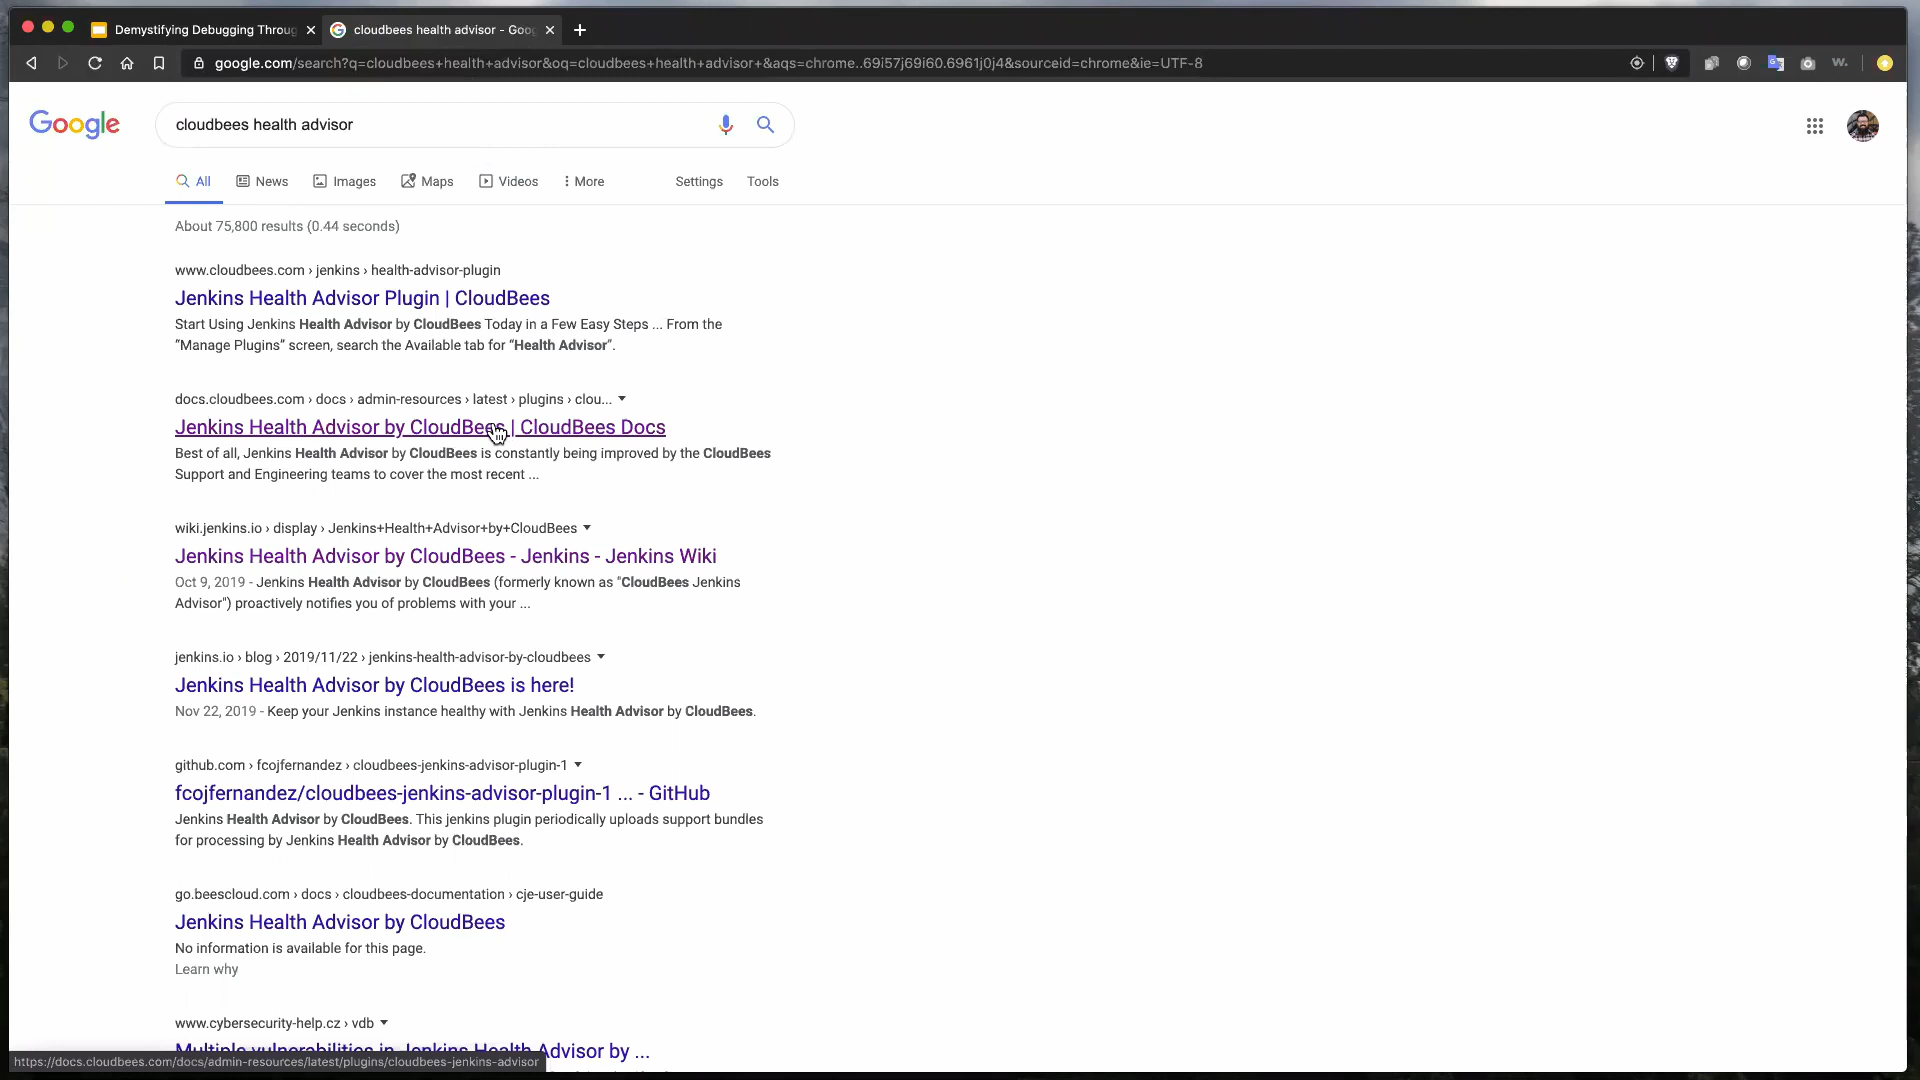 Demystifying Debugging Throu
cloudbees health advisor - Goo
google.com/search?q=cloudbees+health+advisor&oq=cloudbees+health+advisor+&aqs=chrome..69i57j69i60.6961j0j4&sourceid=chrome&ie=UTF-8
W.
Google
cloudbees health advisor
All News Images Maps Videos More Settings Tools
About 75,800 results (0.44 seconds)
www.cloudbees.com › jenkins › health-advisor-plugin
Jenkins Health Advisor Plugin | CloudBees
Start Using Jenkins Health Advisor by CloudBees Today in a Few Easy Steps ... From the
"Manage Plugins" screen, search the Available tab for “Health Advisor”.
docs.cloudbees.com › docs › admin-resources › latest › plugins › clou...
Jenkins Health Advisor by CloudBees | CloudBees Docs
Best of all, Jenkins Health Advisor by CloudBees is constantly being improved by the CloudBees
Support and Engineering teams to cover the most recent ...
wiki.jenkins.io › display › Jenkins+Health+Advisor+by+CloudBees
Jenkins Health Advisor by CloudBees - Jenkins - Jenkins Wiki
Oct 9, 2019 - Jenkins Health Advisor by CloudBees (formerly known as "CloudBees Jenkins
Advisor") proactively notifies you of problems with your ...
jenkins.io › blog › 2019/11/22 › jenkins-health-advisor-by-cloudbees
Jenkins Health Advisor by CloudBees is here!
Nov 22, 2019 - Keep your Jenkins instance healthy with Jenkins Health Advisor by CloudBees.
github.com › fcojfernandez › cloudbees-jenkins-advisor-plugin-1
fcojfernandez/cloudbees-jenkins-advisor-plugin-1 ... - GitHub
Jenkins Health Advisor by CloudBees. This jenkins plugin periodically uploads support bundles
for processing by Jenkins Health Advisor by CloudBees.
go.beescloud.com › docs › cloudbees-documentation › cje-user-guide
Jenkins Health Advisor by CloudBees
No information is available for this page.
Learn why
www.cybersecurity-help.cz › vdb
Multiple vulnerabilities in Jenkins Health Advisor by ...
https://docs.cloudbees.com/docs/admin-resources/latest/plugins/cloudbees-jenkins-advisor